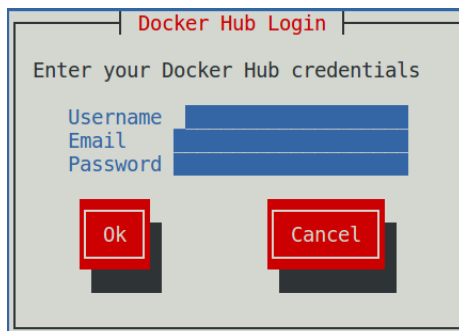 Docker Hub Login
Enter your Docker Hub credentials
Username
Email
Password
Ok Cancel